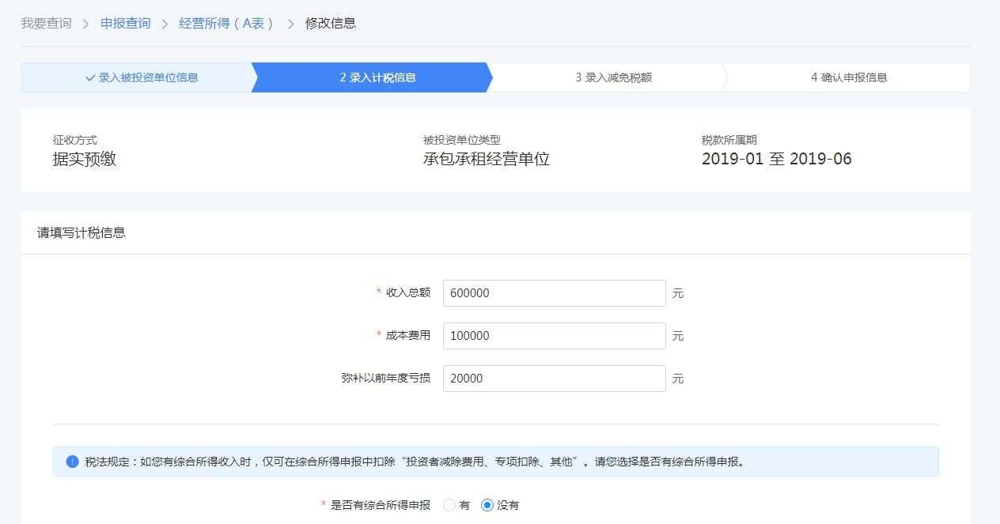 我要查询 > 申报查询 > 经营所得（A表） > 修改信息
✓ 录入被投资单位信息 2 录入计税信息 3 录入减免税额 4 确认申报信息
征收方式 被投资单位类型 税款所属期
据实预缴 承包承租经营单位 2019-01 至 2019-06
请填写计税信息
* 收入总额 600000 元
* 成本费用 100000 元
弥补以前年度亏损 20000 元
税法规定：如您有综合所得收入时，仅可在综合所得申报中扣除“投资者减除费用、专项扣除、其他”。请您选择是否有综合所得申报。
* 是否有综合所得申报 有 没有